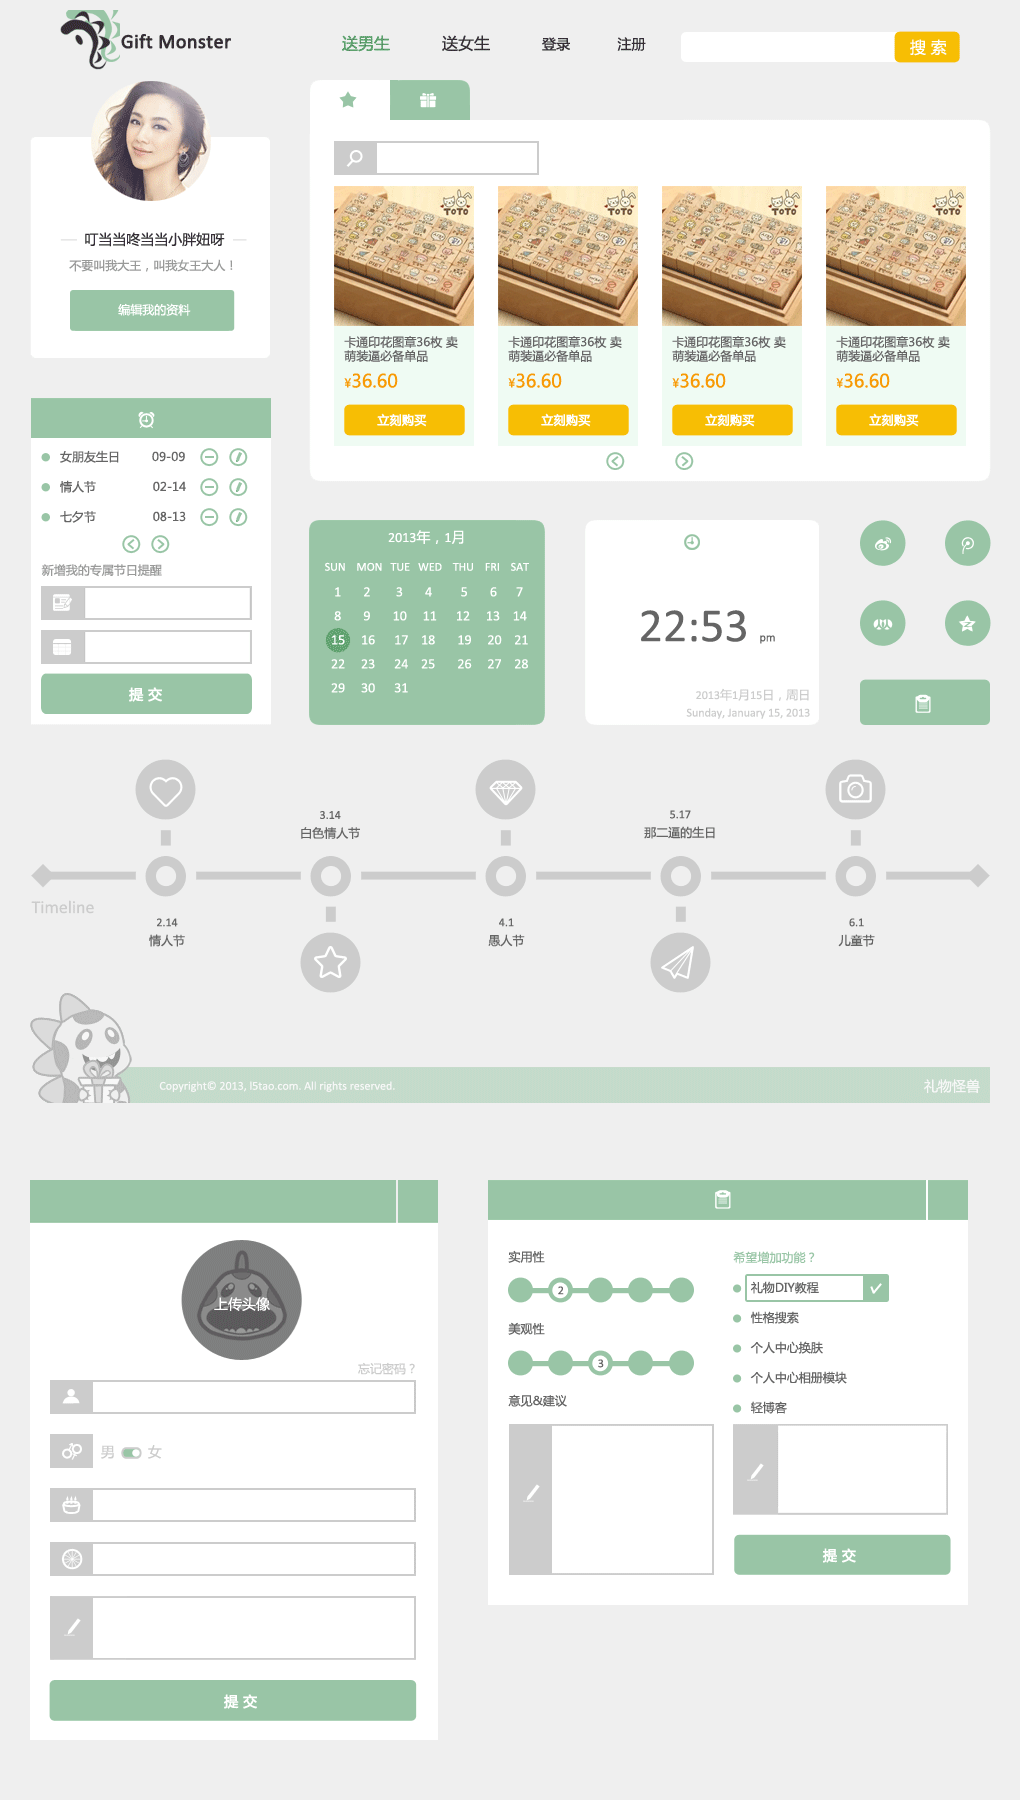 Gift Monster
送男生
送女生
登录
注册
搜 索
叮当当咚当当小胖妞呀
不要叫我大王，叫我女王大人！
编辑我的资料
TOTO
TOTO
TOTO
TOTO
卡通印花图章36枚 卖
萌装逼必备单品
¥36.60
立刻购买
卡通印花图章36枚 卖
萌装逼必备单品
¥36.60
立刻购买
卡通印花图章36枚 卖
萌装逼必备单品
¥36.60
立刻购买
卡通印花图章36枚 卖
萌装逼必备单品
¥36.60
立刻购买
女朋友生日 09-09
情人节 02-14
七夕节 08-13
新增我的专属节日提醒
提 交
2013年，1月
SUN MON TUE WED THU FRI SAT
1 2 3 4 5 6 7
8 9 10 11 12 13 14
15 16 17 18 19 20 21
22 23 24 25 26 27 28
29 30 31
22:53 pm
2013年1月15日，周日
Sunday, January 15, 2013
3.14
白色情人节
5.17
那二逼的生日
Timeline
2.14
情人节
4.1
愚人节
6.1
儿童节
Copyright© 2013, l5tao.com. All rights reserved.
礼物怪兽
上传头像
忘记密码？
男
女
提 交
实用性
2
美观性
3
意见&建议
希望增加功能？
礼物DIY教程
性格搜索
个人中心换肤
个人中心相册模块
轻博客
提 交